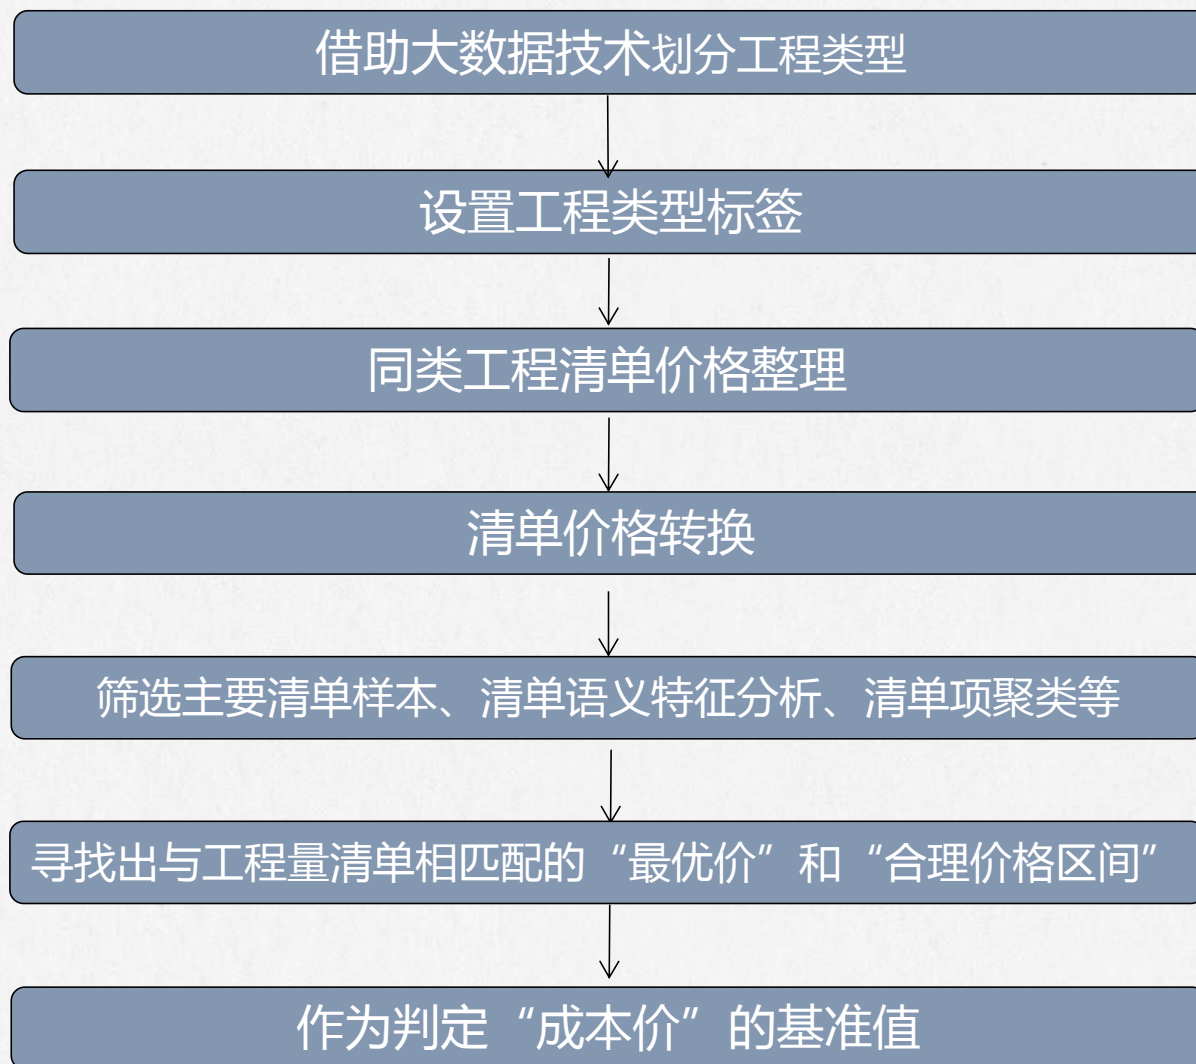 借助大数据技术划分工程类型
设置工程类型标签
同类工程清单价格整理
清单价格转换
筛选主要清单样本、清单语义特征分析、清单项聚类等
寻找出与工程量清单相匹配的“最优价”和“合理价格区间”
作为判定“成本价”的基准值